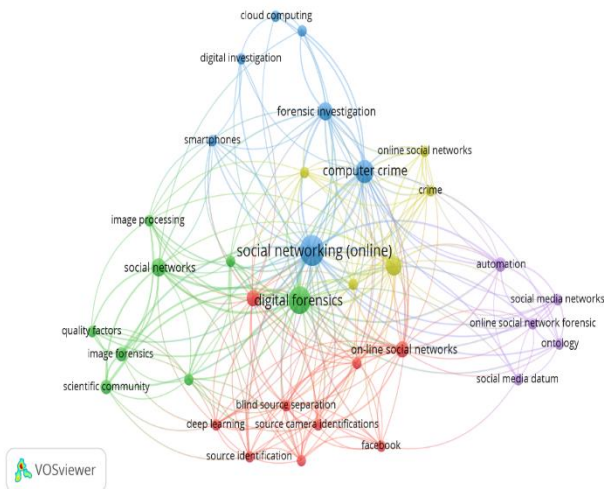 cloud computing
digital investigation
forensic investigation
smartphones
online social networks
computer crime
crime
image processing
social networking (online)
social networks
automation
digital forensics
social media networks
quality factors
online social network forensic
image forensics
on-line social networks
ontology
scientific community
social media datum
blind source separation
deep learning
source camera identifications
facebook
source identification
VOSviewer